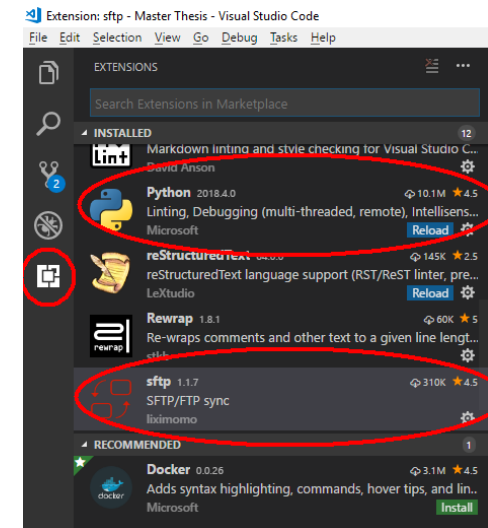 Extension: sftp - Master Thesis - Visual Studio Code
File Edit Selection View Go Debug Tasks Help
EXTENSIONS
Search Extensions in Marketplace
INSTALLED 12
lint Markdown linting and style checking for Visual Studio C...
David Anson
Python 2018.4.0 10.1M 4.5
Linting, Debugging (multi-threaded, remote), Intellisens...
Microsoft Reload
reStructuredText 145K 2.5
reStructuredText language support (RST/ReST linter, pre...
LeXtudio Reload
Rewrap 1.8.1 60K 5
rewrap Re-wraps comments and other text to a given line lengt...
stkb
sftp 1.1.7 310K 4.5
SFTP/FTP sync
liximomo
RECOMMENDED 1
Docker 0.0.26 3.1M 4.5
docker Adds syntax highlighting, commands, hover tips, and lin...
Microsoft Install
2